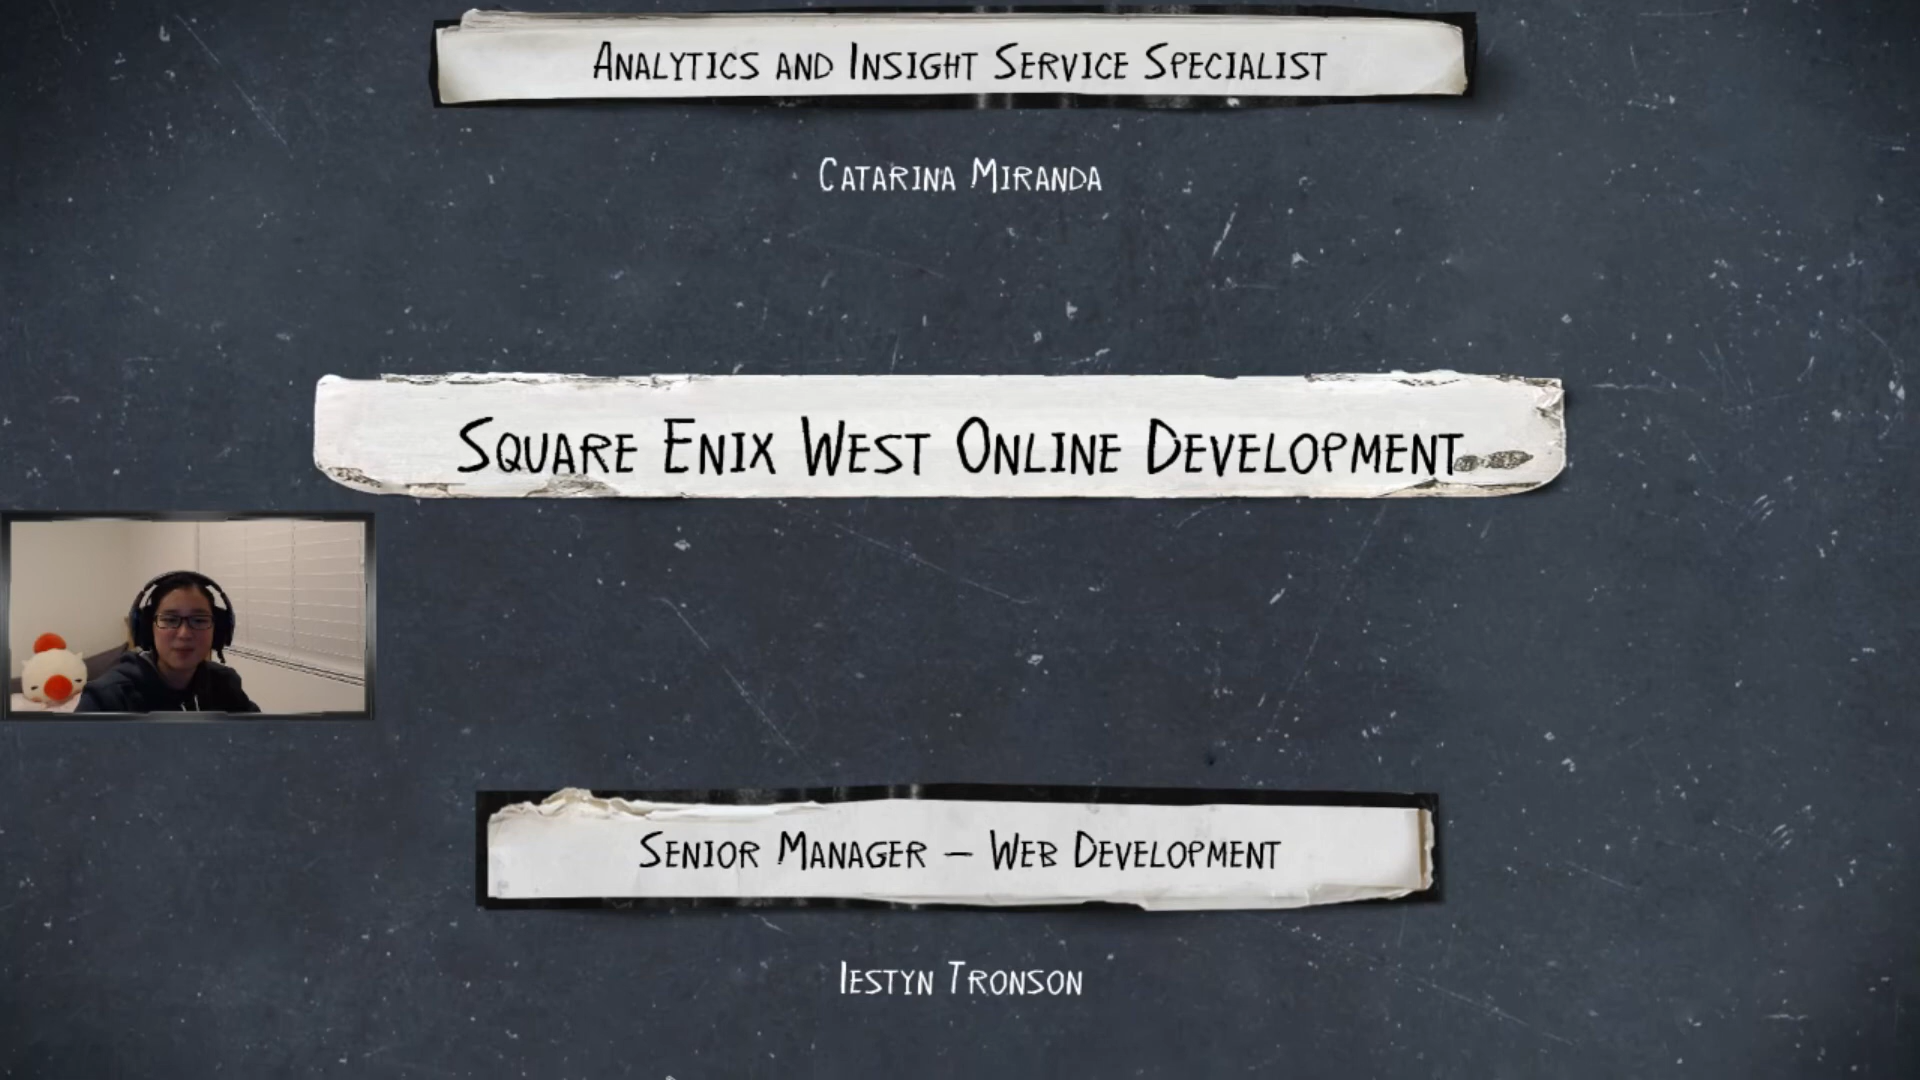 Analytics and Insight Service Specialist
Catarina Miranda
Square Enix West Online Development
Senior Manager – Web Development
Iestyn Tronson